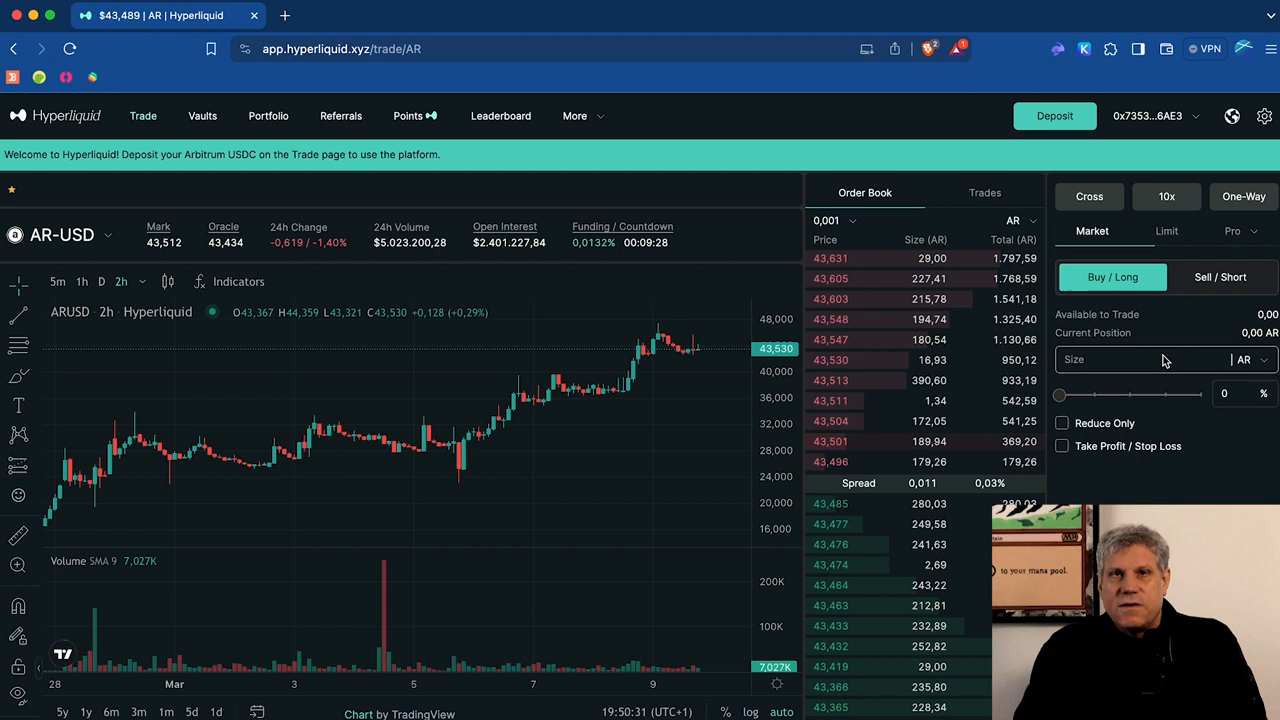 $43,489 | AR | Hyperliquid
app.hyperliquid.xyz/trade/AR
2
1
K
VPN
Hyperliquid
Trade
Vaults
Portfolio
Referrals
Points
Leaderboard
More
Deposit
0x7353...6AE3
Welcome to Hyperliquid! Deposit your Arbitrum USDC on the Trade page to use the platform.
AR-USD
Mark
43,512
Oracle
43,434
24h Change
-0,619 / -1,40%
24h Volume
$5.023.200,28
Open Interest
$2.401.227,84
Funding / Countdown
0,0132% 00:09:28
5m 1h D 2h
Indicators
ARUSD · 2h · Hyperliquid
O43,367 H44,359 L43,321 C43,530 +0,128 (+0,29%)
48,000
43,530
40,000
36,000
32,000
28,000
24,000
20,000
16,000
Volume SMA 9 7,027K
200K
100K
7,027K
28 Mar 3 5 7 9
5y 1y 6m 3m 1m 5d 1d
Chart by TradingView
19:50:31 (UTC+1)
% log auto
Order Book
Trades
0,001
AR
Price Size (AR) Total (AR)
43,631 29,00 1.797,59
43,605 227,41 1.768,59
43,603 215,78 1.541,18
43,548 194,74 1.325,40
43,547 180,54 1.130,66
43,530 16,93 950,12
43,513 390,60 933,19
43,511 1,34 542,59
43,504 172,05 541,25
43,501 189,94 369,20
43,496 179,26 179,26
Spread 0,011 0,03%
43,485 280,03 280,03
43,477 249,58
43,476 241,63
43,474 2,69
43,464 243,22
43,463 212,81
43,433 232,89
43,432 252,82
43,419 29,00
43,366 235,80
43,365 228,34
Cross
10x
One-Way
Market
Limit
Pro
Buy / Long
Sell / Short
Available to Trade 0,00
Current Position 0,00 AR
Size
AR
0 %
Reduce Only
Take Profit / Stop Loss
to your mana pool.